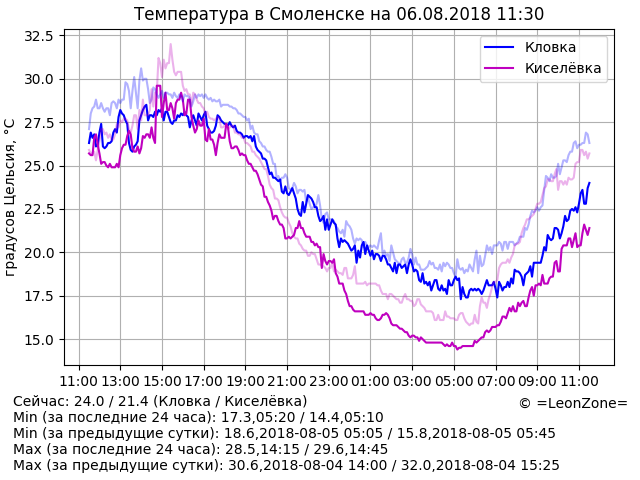 Температура в Смоленске на 06.08.2018 11:30
Кловка
Киселёвка
градусов Цельсия, °C
32.5
30.0
27.5
25.0
22.5
20.0
17.5
15.0
11:00 13:00 15:00 17:00 19:00 21:00 23:00 01:00 03:00 05:00 07:00 09:00 11:00
Сейчас: 24.0 / 21.4 (Кловка / Киселёвка)
© =LeonZone=
Min (за последние 24 часа): 17.3,05:20 / 14.4,05:10
Min (за предыдущие сутки): 18.6,2018-08-05 05:05 / 15.8,2018-08-05 05:45
Max (за последние 24 часа): 28.5,14:15 / 29.6,14:45
Max (за предыдущие сутки): 30.6,2018-08-04 14:00 / 32.0,2018-08-04 15:25